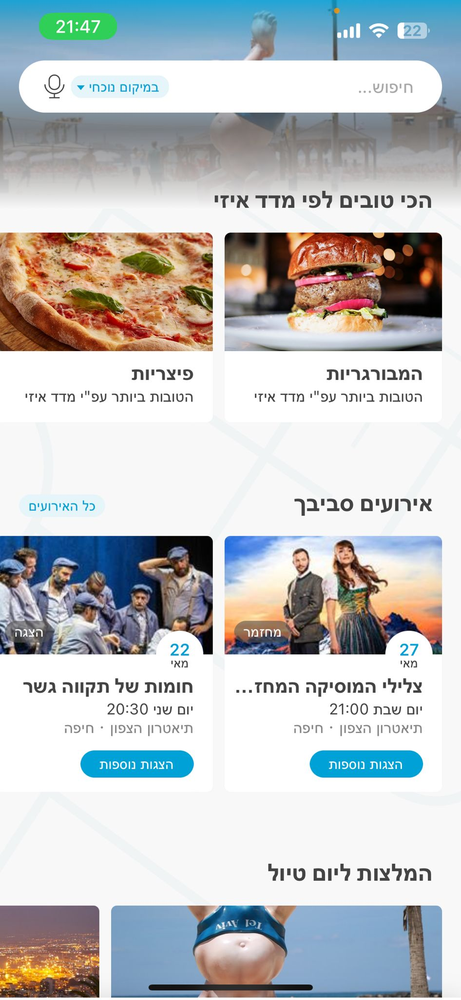 21:47
22
חיפוש...
במיקום נוכחי
הכי טובים לפי מדד איזי
המבורגריות
הטובות ביותר עפ"י מדד איזי
פיצריות
הטובות ביותר עפ"י מדד איזי
אירועים סביבך
כל האירועים
מחזמר
27
מאי
צלילי המוסיקה המחז...
יום שבת 21:00
תיאטרון הצפון · חיפה
הצגות נוספות
הצגה
22
מאי
חומות של תקווה גשר
יום שני 20:30
תיאטרון הצפון · חיפה
הצגות נוספות
המלצות ליום טיול
Tel Aviv